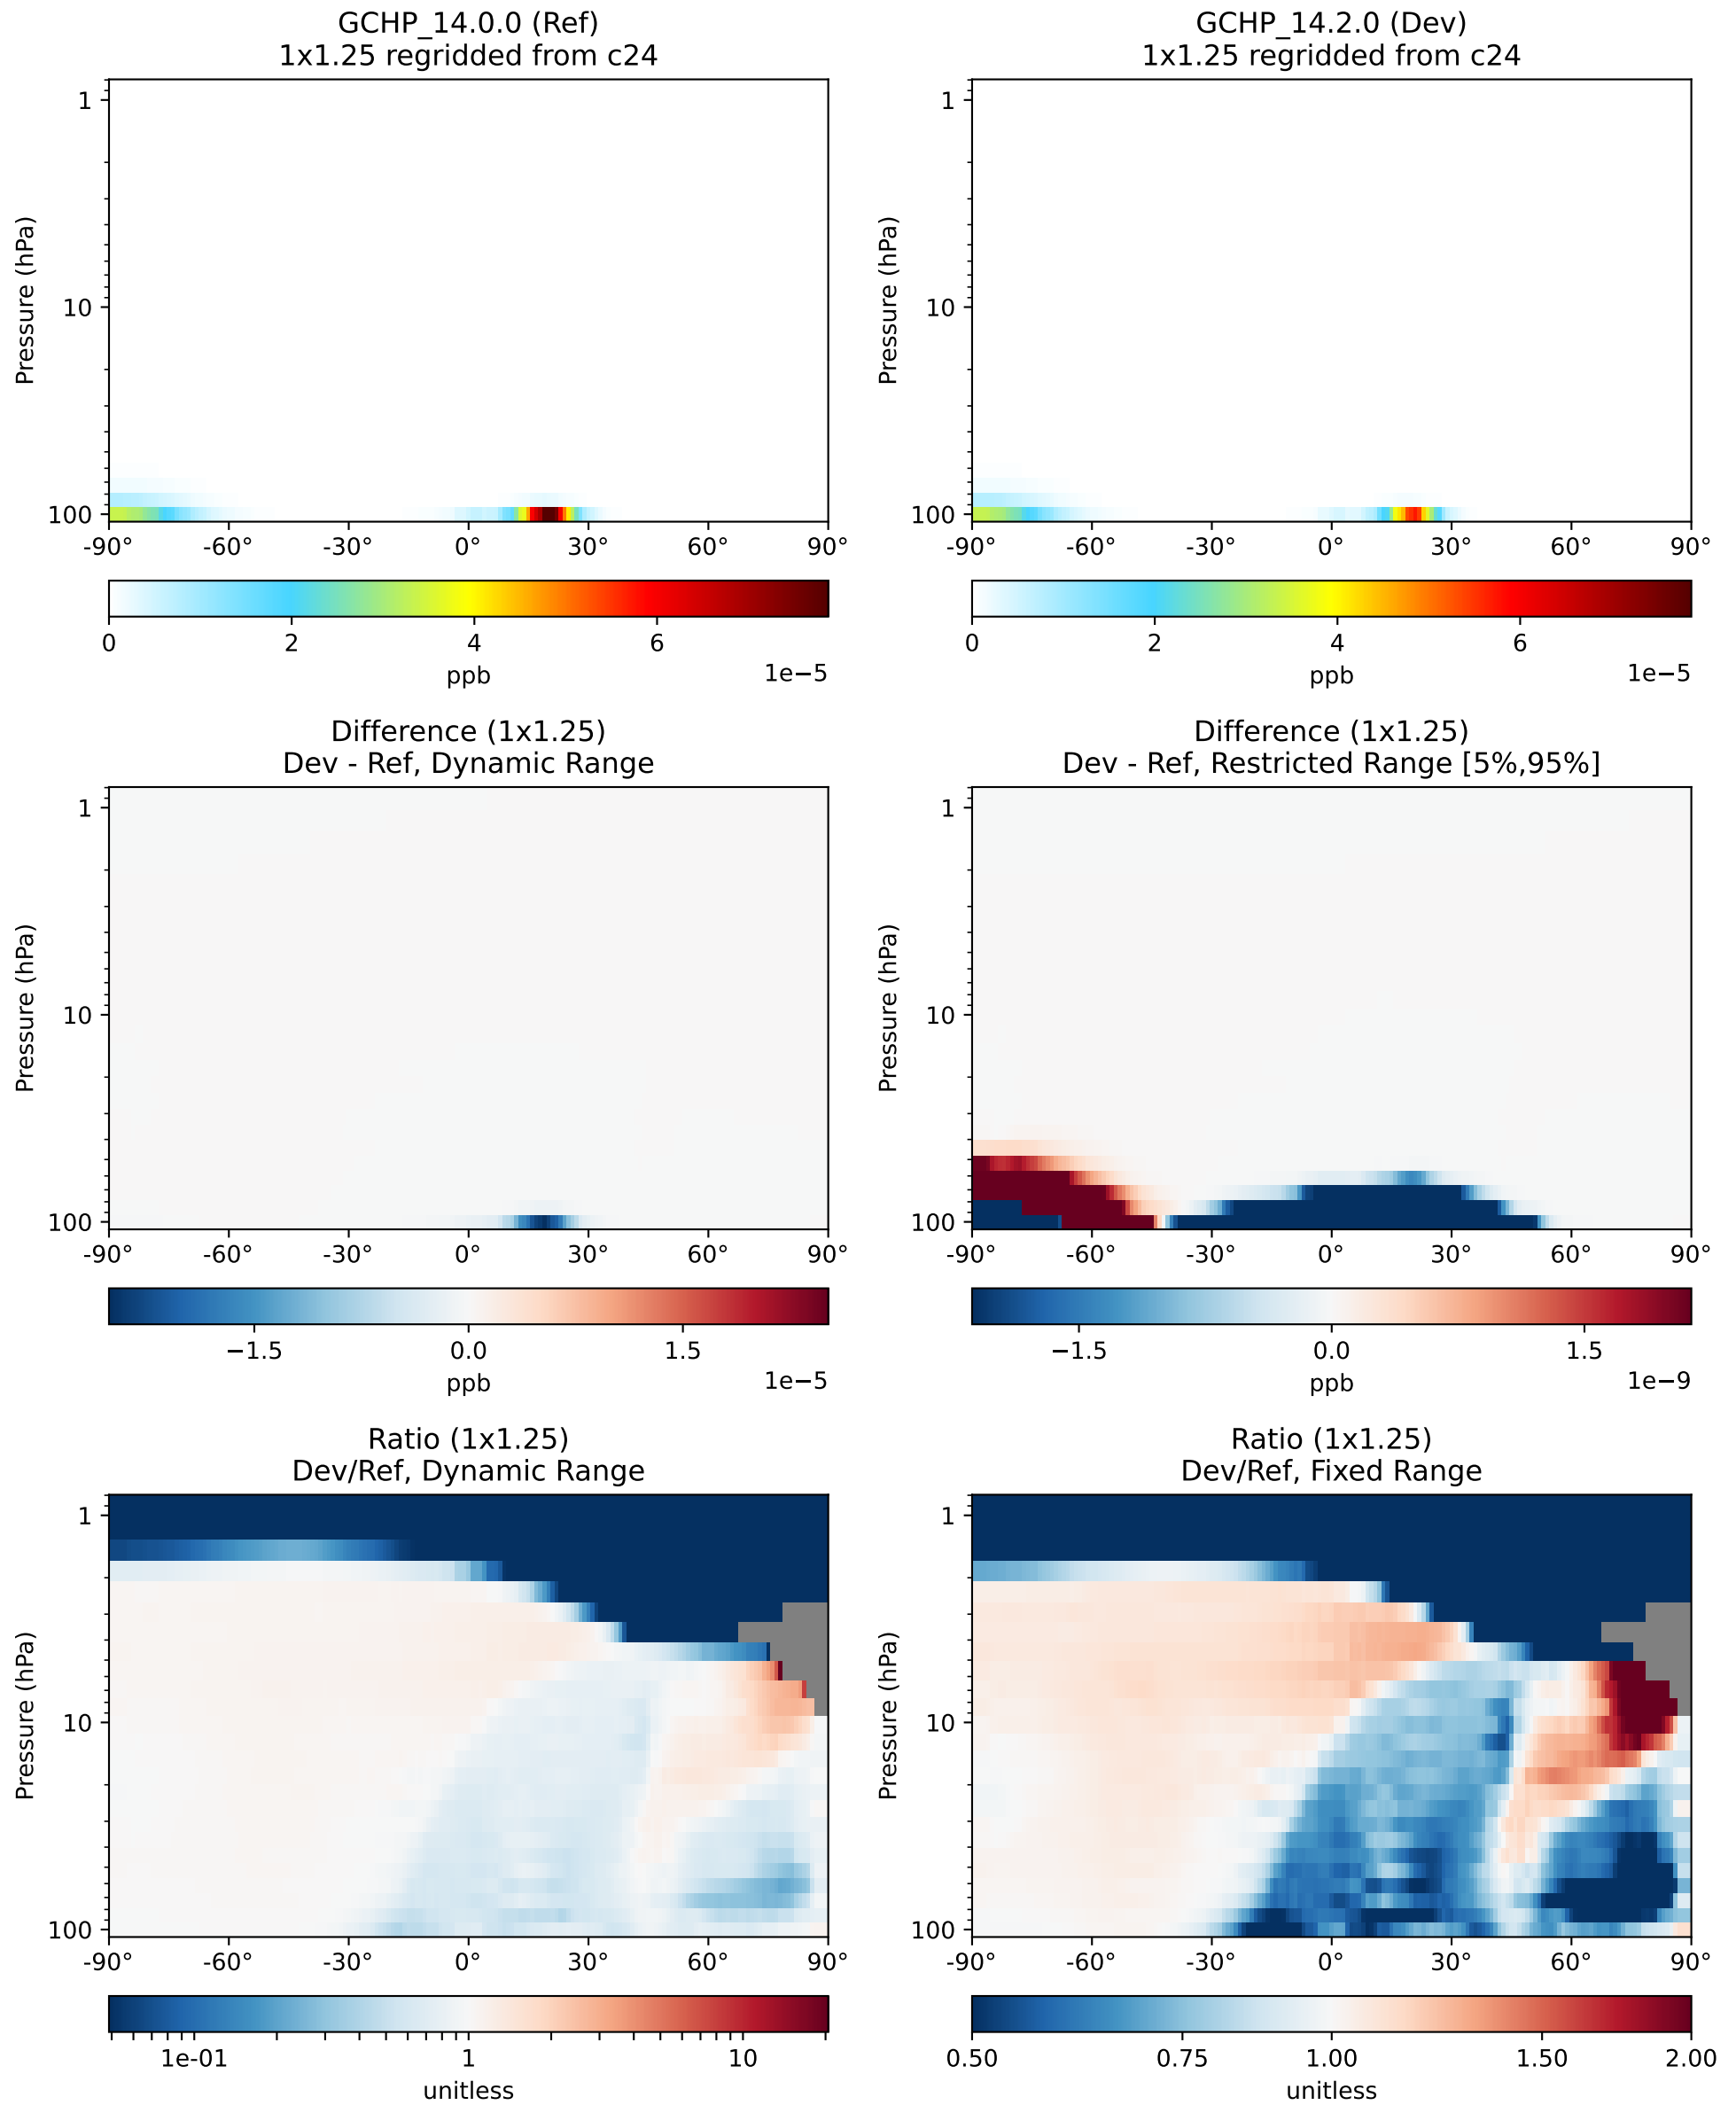 GCHP_14.0.0 (Ref)
1x1.25 regridded from c24
Pressure (hPa)
1
10
100
-90° -60° -30° 0° 30° 60° 90°
0 2 4 6
ppb
1e−5
GCHP_14.2.0 (Dev)
1x1.25 regridded from c24
Pressure (hPa)
1
10
100
-90° -60° -30° 0° 30° 60° 90°
0 2 4 6
ppb
1e−5
Difference (1x1.25)
Dev - Ref, Dynamic Range
Pressure (hPa)
1
10
100
-90° -60° -30° 0° 30° 60° 90°
−1.5 0.0 1.5
ppb
1e−5
Difference (1x1.25)
Dev - Ref, Restricted Range [5%,95%]
Pressure (hPa)
1
10
100
-90° -60° -30° 0° 30° 60° 90°
−1.5 0.0 1.5
ppb
1e−9
Ratio (1x1.25)
Dev/Ref, Dynamic Range
Pressure (hPa)
1
10
100
-90° -60° -30° 0° 30° 60° 90°
1e-01 1 10
unitless
Ratio (1x1.25)
Dev/Ref, Fixed Range
Pressure (hPa)
1
10
100
-90° -60° -30° 0° 30° 60° 90°
0.50 0.75 1.00 1.50 2.00
unitless